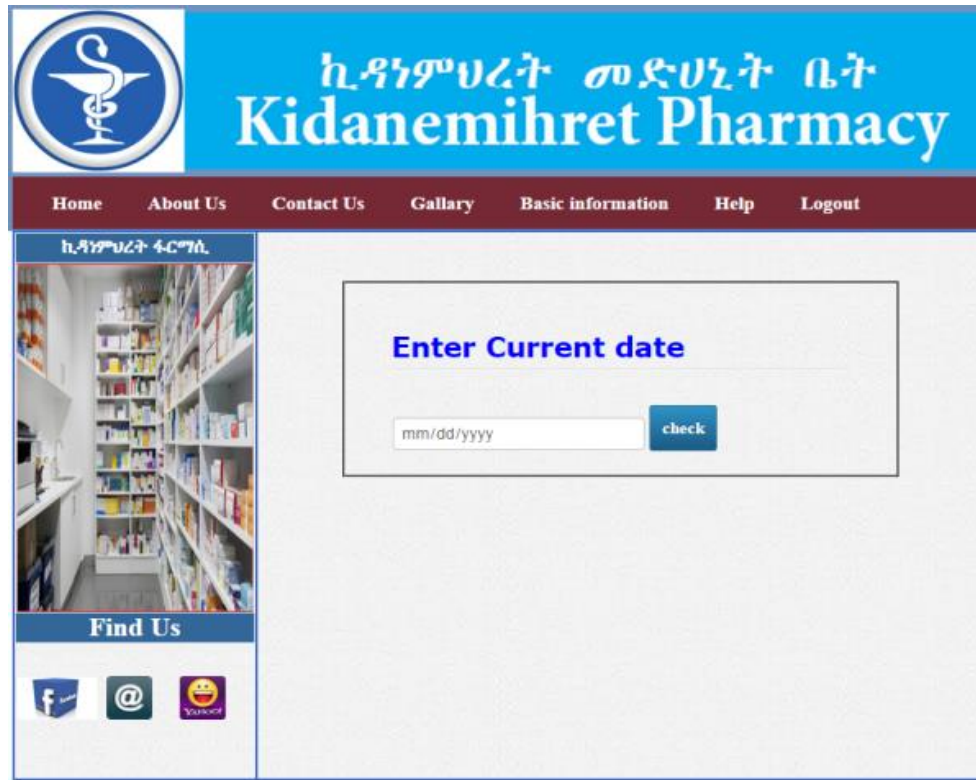 ኪዳነምህረት መድሀኒት ቤት
Kidanemihret Pharmacy
Home About Us Contact Us Gallary Basic information Help Logout
ኪዳነምህረት ፋርማሲ
Enter Current date
mm/dd/yyyy check
Find Us
f @ YAHOO!